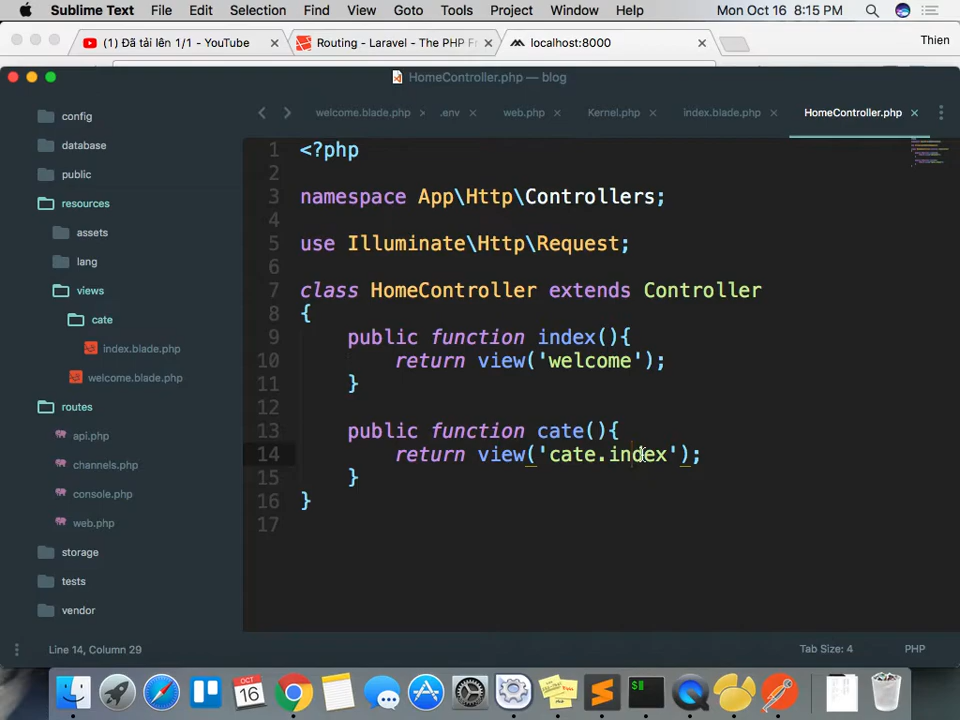 Sublime Text File Edit Selection Find View Goto Tools Project Window Help Mon Oct 16 8:15 PM
(1) Đã tải lên 1/1 - YouTube Routing - Laravel - The PHP Fr localhost:8000 Thien
HomeController.php — blog
welcome.blade.php .env web.php Kernel.php index.blade.php HomeController.php
config
database
public
resources
assets
lang
views
cate
index.blade.php
welcome.blade.php
routes
api.php
channels.php
console.php
web.php
storage
tests
vendor
1 <?php
2
3 namespace App\Http\Controllers;
4
5 use Illuminate\Http\Request;
6
7 class HomeController extends Controller
8 {
9 public function index(){
10 return view('welcome');
11 }
12
13 public function cate(){
14 return view('cate.index');
15 }
16 }
17
Line 14, Column 29 Tab Size: 4 PHP
OCT
16